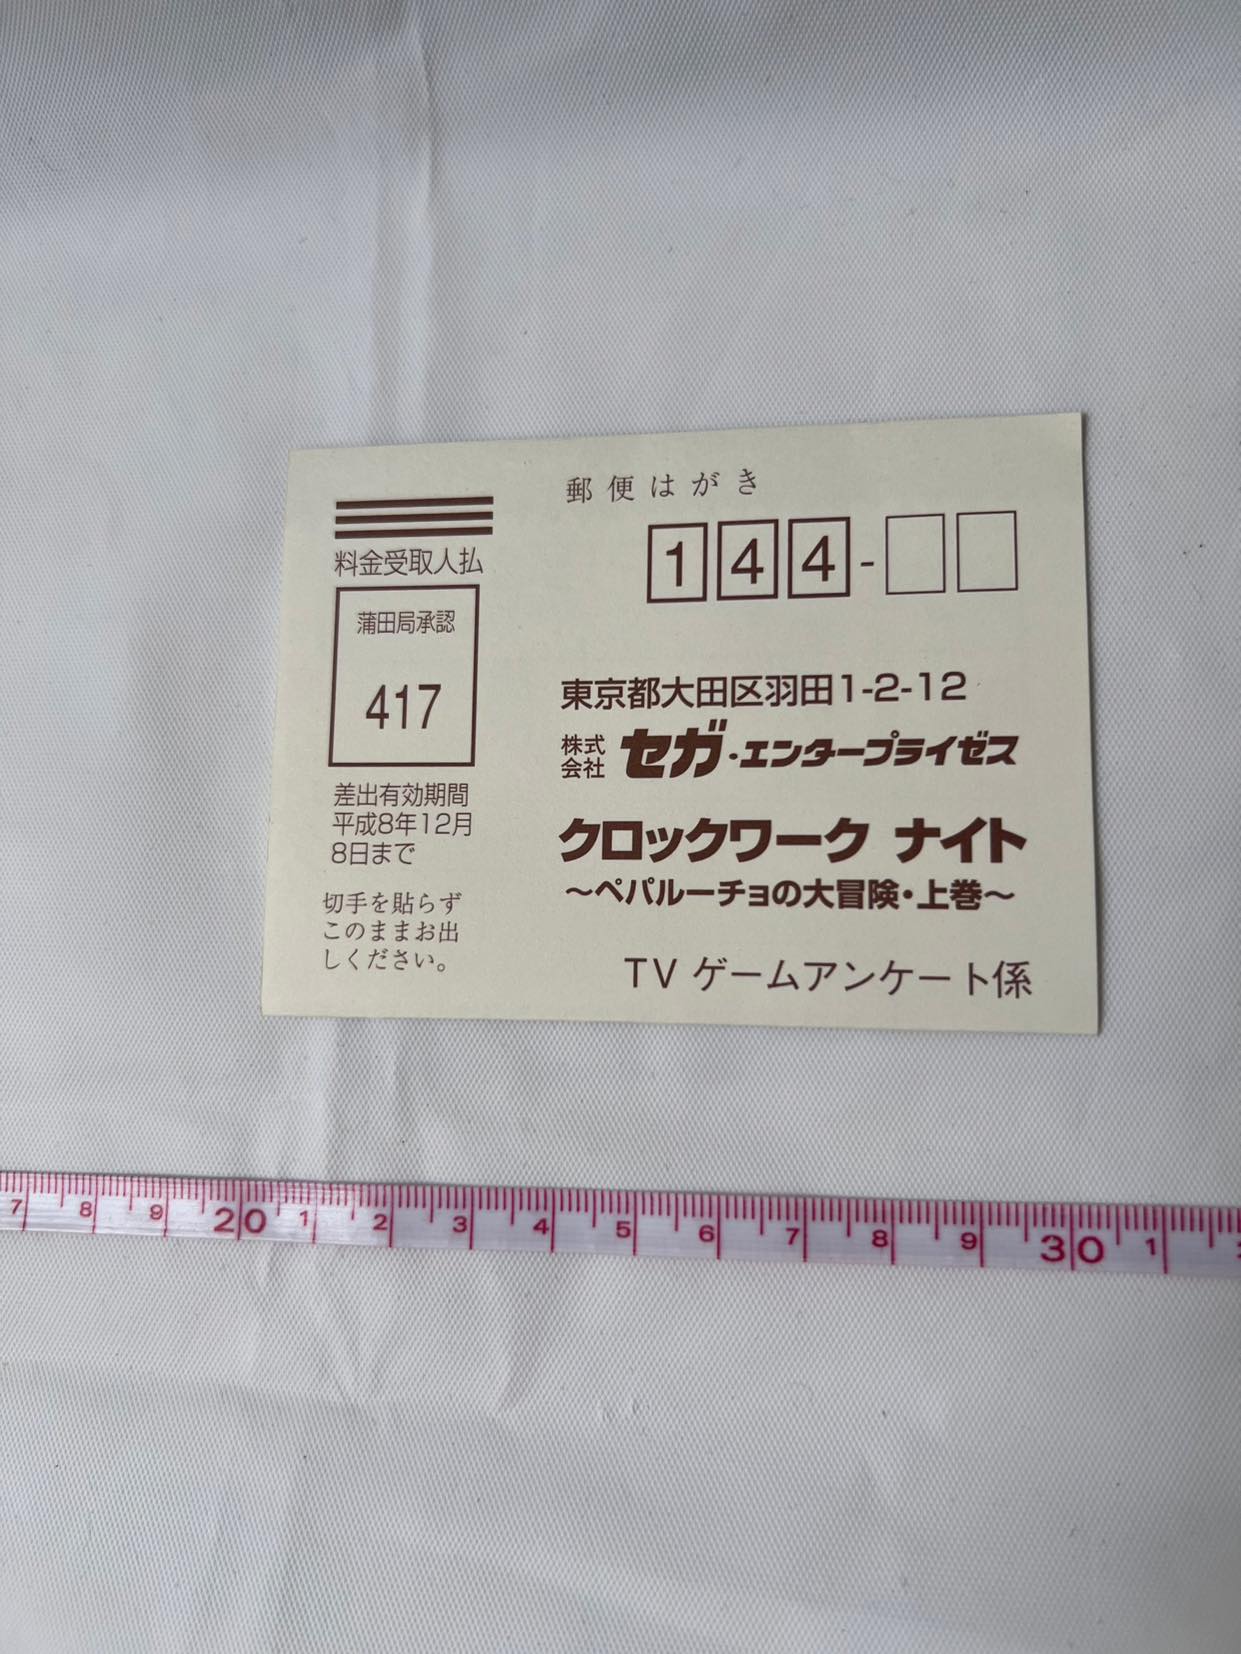 郵便はがき
料金受取人払
蒲田局承認
417
差出有効期間
平成8年12月
8日まで
切手を貼らず
このままお出
しください。
144-
東京都大田区羽田1-2-12
株式会社 セガ・エンタープライゼス
クロックワーク ナイト
～ペパルーチョの大冒険・上巻～
TV ゲームアンケート係
7 8 9 20 1 2 3 4 5 6 7 8 9 30 1